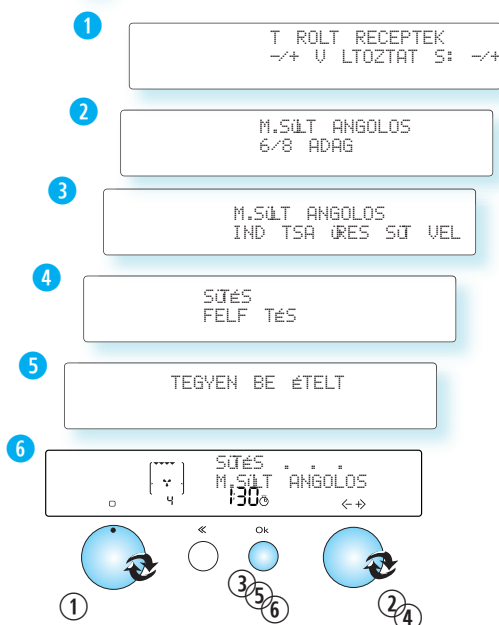 1
T ROLT RECEPTEK
-/+ V LTOZTAT S: -/+
2
M.SÜLT ANGOLOS
6/8 ADAG
3
M.SÜLT ANGOLOS
IND TSA ÜRES SÜT VEL
4
SÜTÉS
FELF TÉS
5
TEGYEN BE ÉTELT
6
SÜTÉS . . .
M.SÜLT ANGOLOS
4
1:30
«
Ok
1
3
5
6
2
4